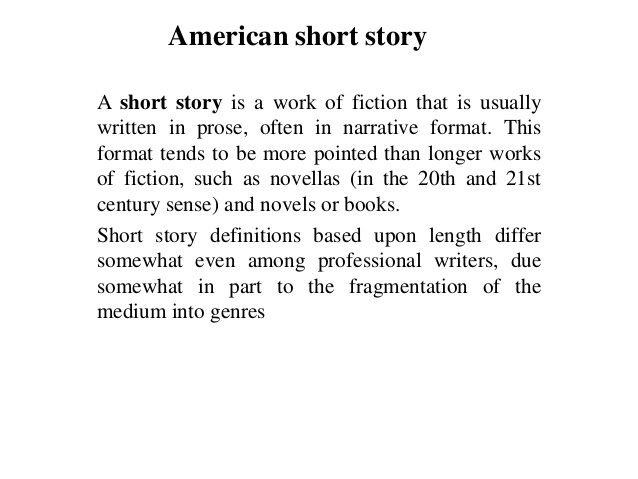 American short story
A short story is a work of fiction that is usually
written in prose, often in narrative format. This
format tends to be more pointed than longer works
of fiction, such as novellas (in the 20th and 21st
century sense) and novels or books.
Short story definitions based upon length differ
somewhat even among professional writers, due
somewhat in part to the fragmentation of the
medium into genres